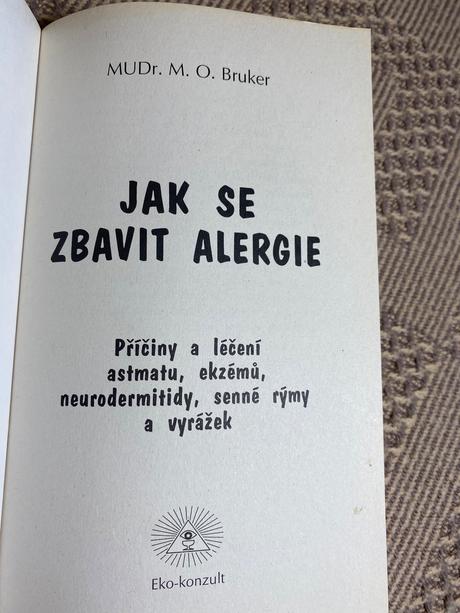 MUDr. M. O. Bruker
JAK SE
ZBAVIT ALERGIE
Příčiny a léčení
astmatu, ekzémů,
neurodermitidy, senné rýmy
a vyrážek
Eko-konzult